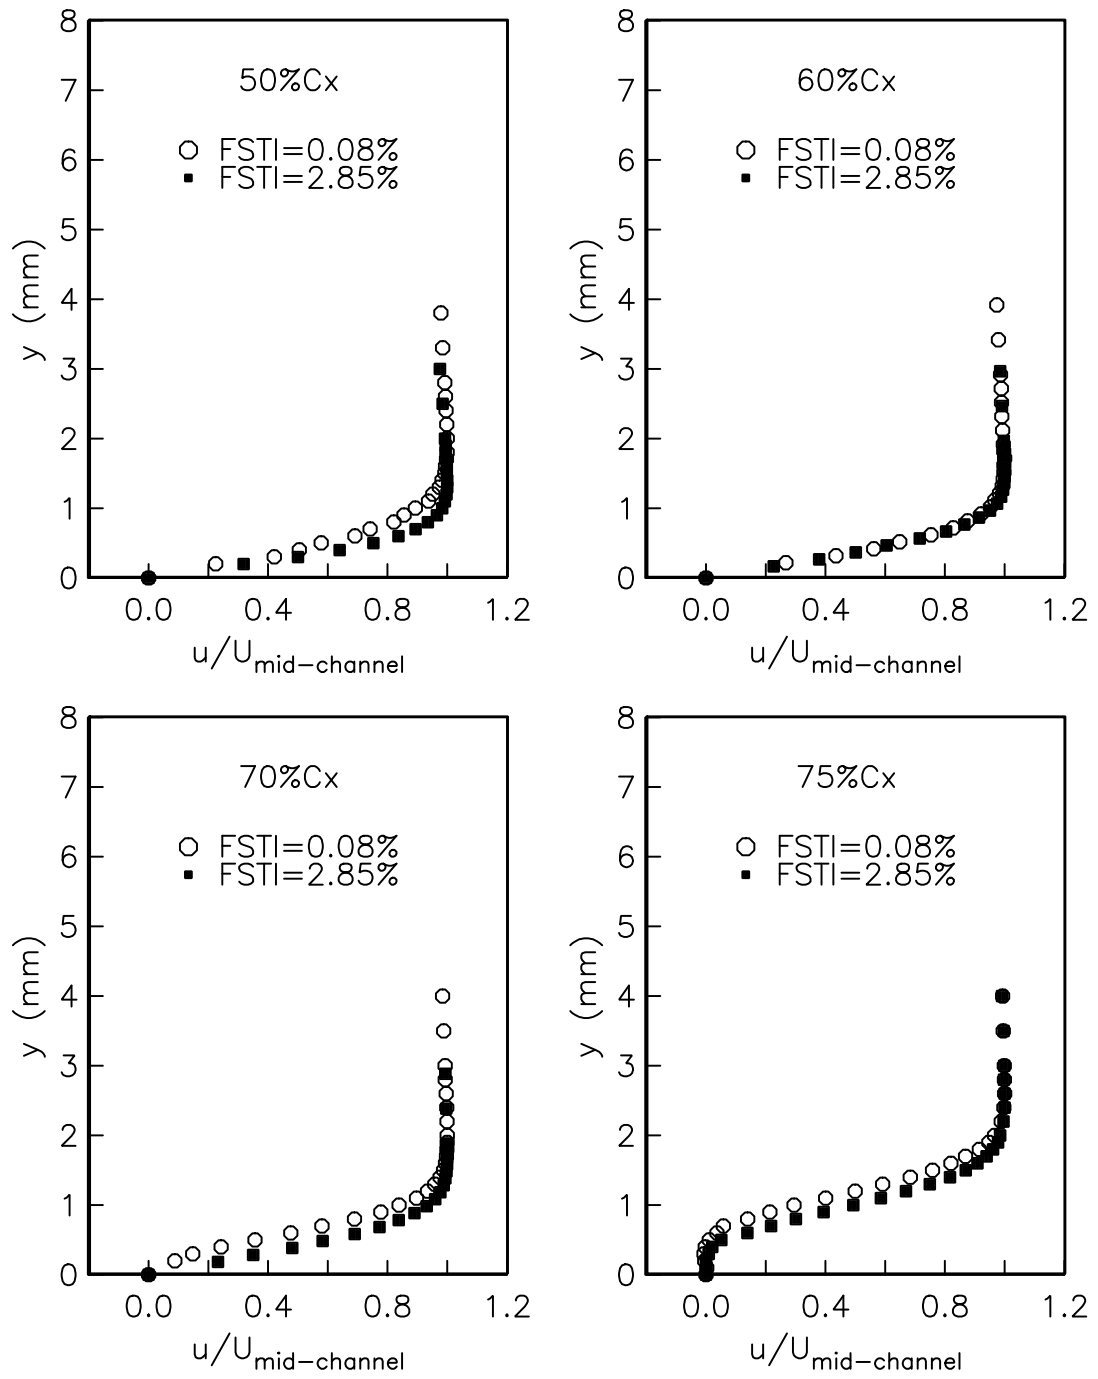 50%Cx
FSTI=0.08%
FSTI=2.85%
8
7
6
5
4
3
2
1
0
y (mm)
0.0 0.4 0.8 1.2
u/Umid-channel
60%Cx
FSTI=0.08%
FSTI=2.85%
8
7
6
5
4
3
2
1
0
y (mm)
0.0 0.4 0.8 1.2
u/Umid-channel
70%Cx
FSTI=0.08%
FSTI=2.85%
8
7
6
5
4
3
2
1
0
y (mm)
0.0 0.4 0.8 1.2
u/Umid-channel
75%Cx
FSTI=0.08%
FSTI=2.85%
8
7
6
5
4
3
2
1
0
y (mm)
0.0 0.4 0.8 1.2
u/Umid-channel